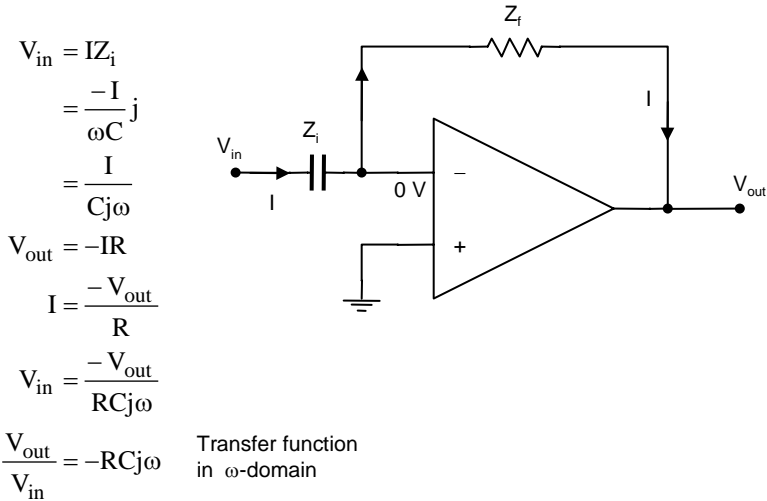 V_in = IZ_i
= −I/ωC j
= I/Cjω
V_out = −IR
I = −V_out/R
V_in = −V_out/RCjω
V_out/V_in = −RCjω
Transfer function
in ω-domain
Z_f
I
Z_i
V_in
I
0 V
−
+
V_out